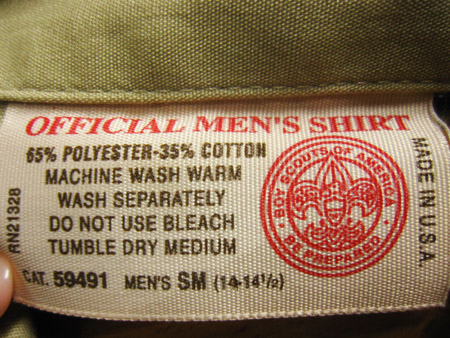 OFFICIAL MEN'S SHIRT
65% POLYESTER-35% COTTON
MACHINE WASH WARM
WASH SEPARATELY
DO NOT USE BLEACH
TUMBLE DRY MEDIUM
CAT. 59491 MEN'S SM (14-14½)
RN21328
BOY SCOUTS OF AMERICA
BE PREPARED
MADE IN U.S.A.